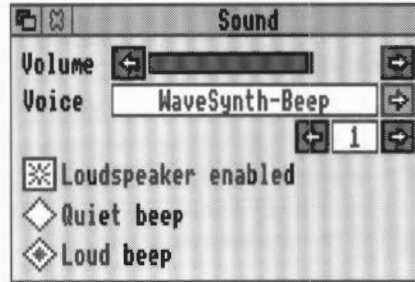 Sound
Volume
Voice WaveSynth-Beep
1
Loudspeaker enabled
Quiet beep
Loud beep